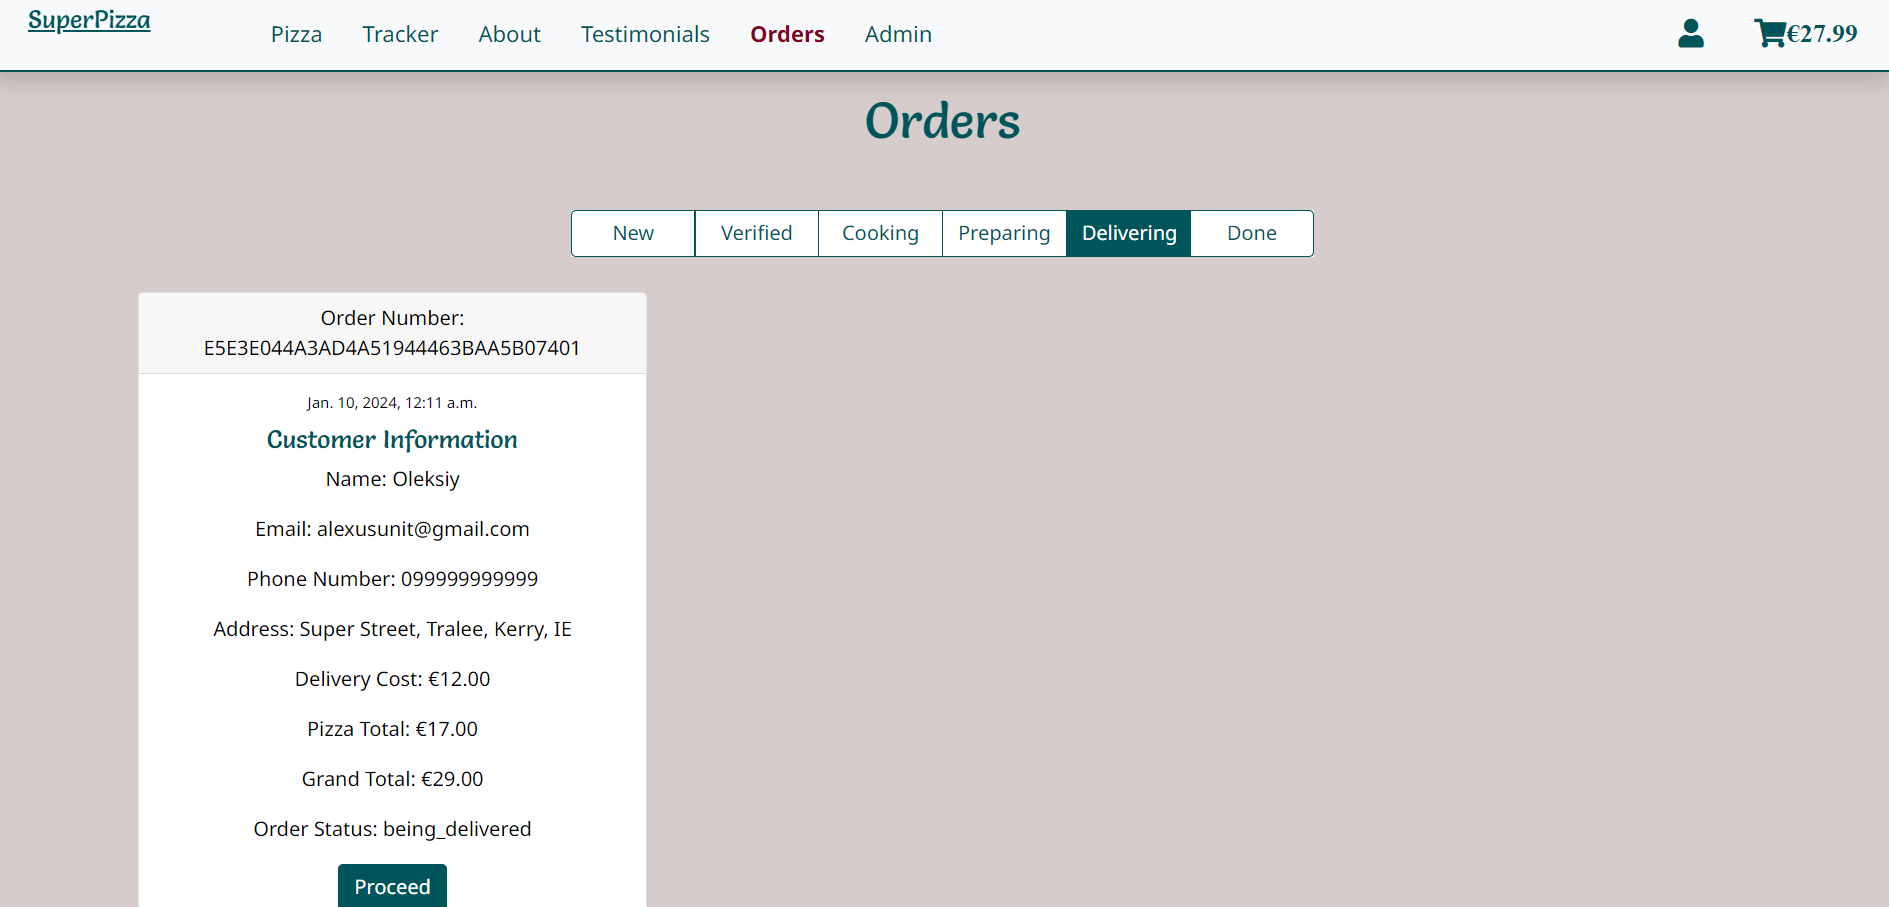 SuperPizza
Pizza
Tracker
About
Testimonials
Orders
Admin
€27.99
Orders
New
Verified
Cooking
Preparing
Delivering
Done
Order Number:
E5E3E044A3AD4A51944463BAA5B07401
Jan. 10, 2024, 12:11 a.m.
Customer Information
Name: Oleksiy
Email: alexusunit@gmail.com
Phone Number: 099999999999
Address: Super Street, Tralee, Kerry, IE
Delivery Cost: €12.00
Pizza Total: €17.00
Grand Total: €29.00
Order Status: being_delivered
Proceed